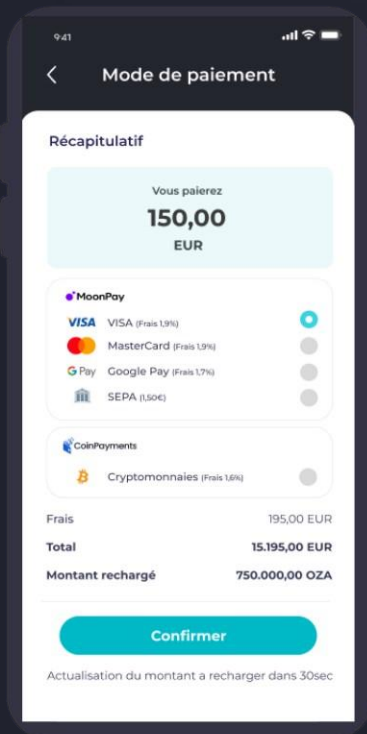 9:41
Mode de paiement
Récapitulatif
Vous paierez
150,00
EUR
MoonPay
VISA VISA (Frais 1,9%)
MasterCard (Frais 1,9%)
G Pay Google Pay (Frais 1,7%)
SEPA (1,50€)
CoinPayments
Cryptomonnaies (Frais 1,6%)
Frais 195,00 EUR
Total 15.195,00 EUR
Montant rechargé 750.000,00 OZA
Confirmer
Actualisation du montant a recharger dans 30sec